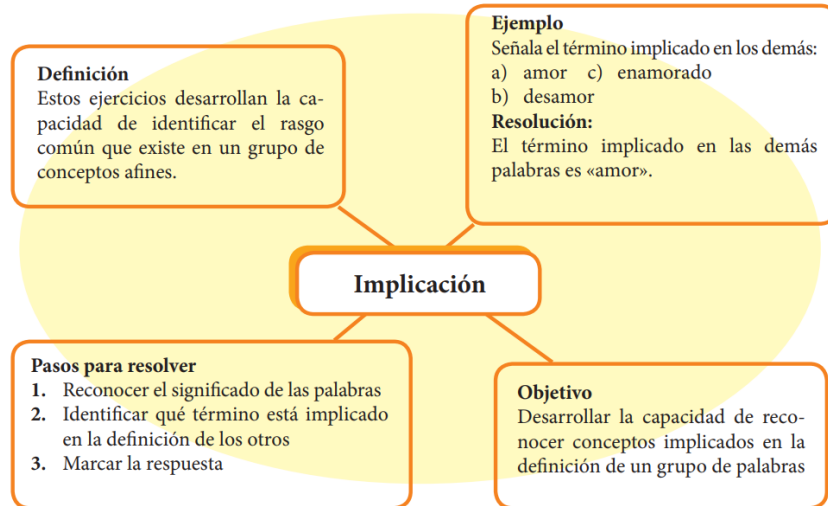 Definición
Estos ejercicios desarrollan la ca-
pacidad de identificar el rasgo
común que existe en un grupo de
conceptos afines.
Ejemplo
Señala el término implicado en los demás:
a) amor c) enamorado
b) desamor
Resolución:
El término implicado en las demás
palabras es «amor».
Implicación
Pasos para resolver
1. Reconocer el significado de las palabras
2. Identificar qué término está implicado
en la definición de los otros
3. Marcar la respuesta
Objetivo
Desarrollar la capacidad de reco-
nocer conceptos implicados en la
definición de un grupo de palabras